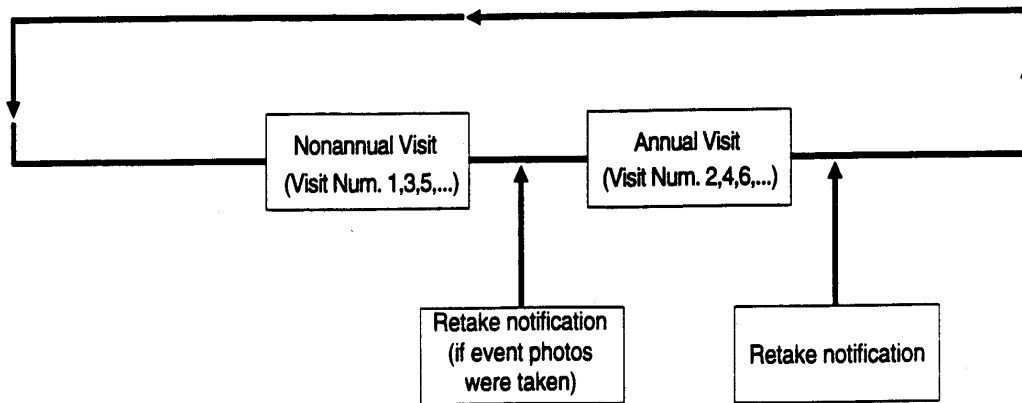 Nonannual Visit
(Visit Num. 1,3,5,...)
Annual Visit
(Visit Num. 2,4,6,...)
Retake notification
(if event photos
were taken)
Retake notification